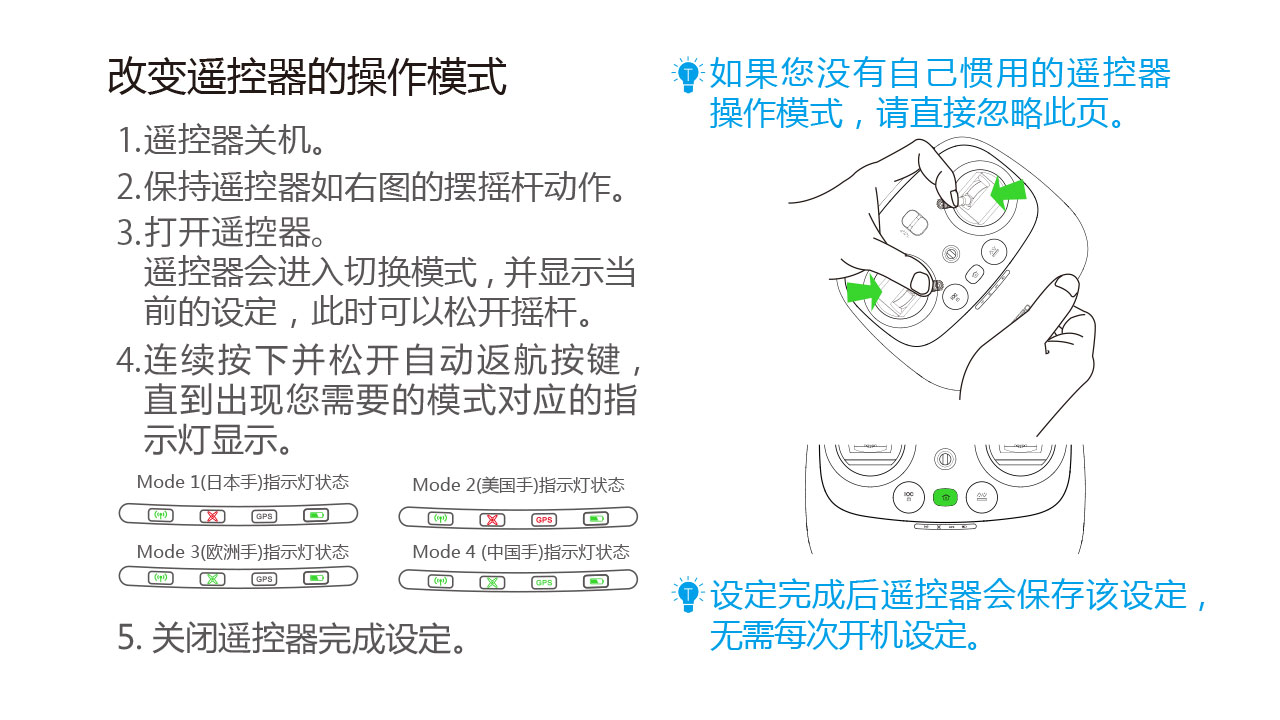 改变遥控器的操作模式
1.遥控器关机。
2.保持遥控器如右图的摆摇杆动作。
3.打开遥控器。
遥控器会进入切换模式，并显示当
前的设定，此时可以松开摇杆。
4.连续按下并松开自动返航按键，
直到出现您需要的模式对应的指
示灯显示。
Mode 1(日本手)指示灯状态
GPS
Mode 2(美国手)指示灯状态
GPS
Mode 3(欧洲手)指示灯状态
GPS
Mode 4 (中国手)指示灯状态
GPS
5. 关闭遥控器完成设定。
如果您没有自己惯用的遥控器
操作模式，请直接忽略此页。
IOC
设定完成后遥控器会保存该设定，
无需每次开机设定。